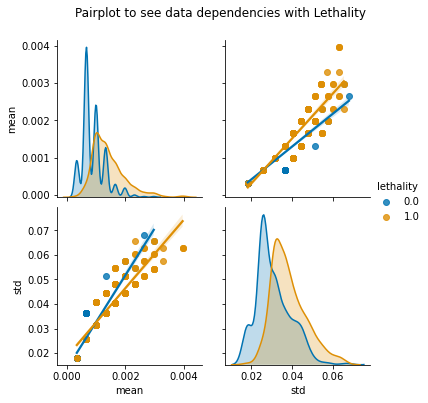 Pairplot to see data dependencies with Lethality
0.004
0.003
0.002
0.001
0.000
mean
lethality
0.0
1.0
0.07
0.06
0.05
0.04
0.03
0.02
std
0.000 0.002 0.004
mean
0.02 0.04 0.06
std